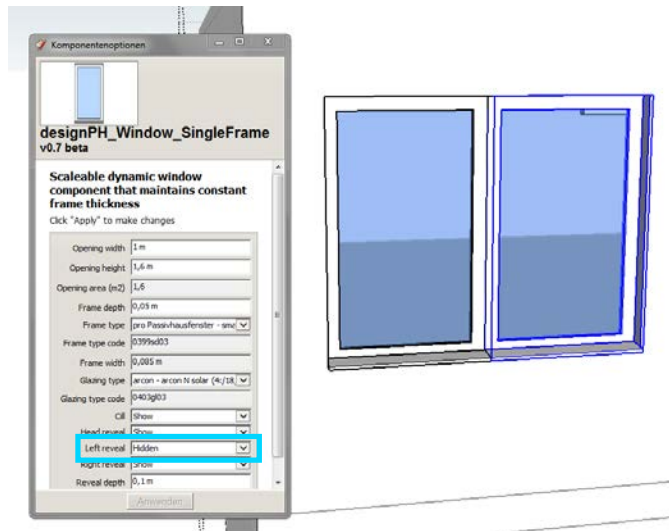 Komponentenoptionen
designPH_Window_SingleFrame
v0.7 beta
Scaleable dynamic window
component that maintains constant
frame thickness
Click "Apply" to make changes
Opening width 1 m
Opening height 1,6 m
Opening area (m2) 1,6
Frame depth 0,05 m
Frame type pro Passivhausfenster - sma
Frame type code 0399sd03
Frame width 0,085 m
Glazing type arcon - arcon N solar (4:/18,
Glazing type code 0403gl03
Cill Show
Head reveal Show
Left reveal Hidden
Right reveal Show
Reveal depth 0,1 m
Anwenden